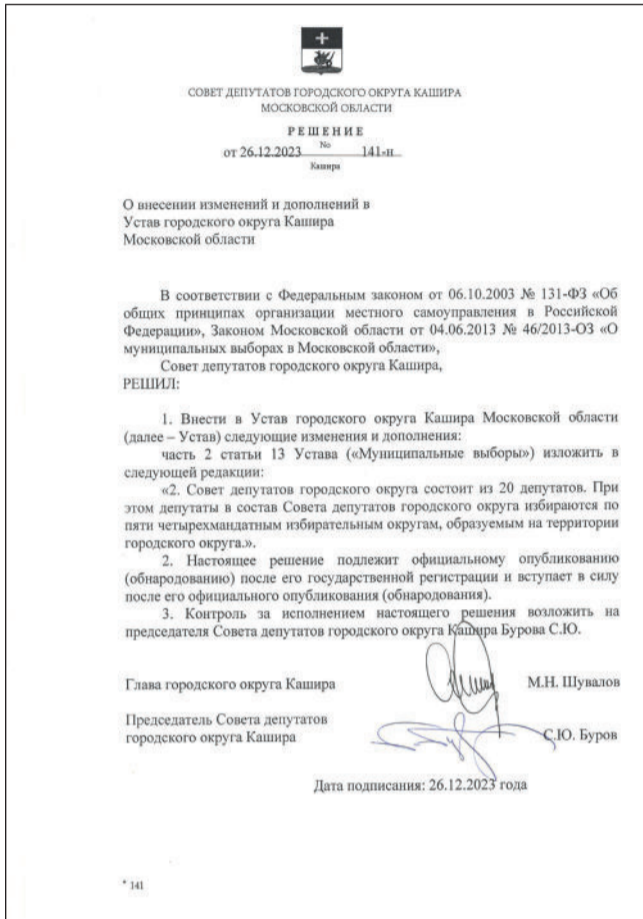 СОВЕТ ДЕПУТАТОВ ГОРОДСКОГО ОКРУГА КАШИРА
МОСКОВСКОЙ ОБЛАСТИ
РЕШЕНИЕ
от 26.12.2023 № 141-н
Кашира
О внесении изменений и дополнений в
Устав городского округа Кашира
Московской области
В соответствии с Федеральным законом от 06.10.2003 № 131-ФЗ «Об
общих принципах организации местного самоуправления в Российской
Федерации», Законом Московской области от 04.06.2013 № 46/2013-ОЗ «О
муниципальных выборах в Московской области»,
Совет депутатов городского округа Кашира,
РЕШИЛ:
1. Внести в Устав городского округа Кашира Московской области
(далее – Устав) следующие изменения и дополнения:
часть 2 статьи 13 Устава («Муниципальные выборы») изложить в
следующей редакции:
«2. Совет депутатов городского округа состоит из 20 депутатов. При
этом депутаты в состав Совета депутатов городского округа избираются по
пяти четырехмандатным избирательным округам, образуемым на территории
городского округа.».
2. Настоящее решение подлежит официальному опубликованию
(обнародованию) после его государственной регистрации и вступает в силу
после его официального опубликования (обнародования).
3. Контроль за исполнением настоящего решения возложить на
председателя Совета депутатов городского округа Кашира Бурова С.Ю.
Глава городского округа Кашира М.Н. Шувалов
Председатель Совета депутатов
городского округа Кашира С.Ю. Буров
Дата подписания: 26.12.2023 года
* 141